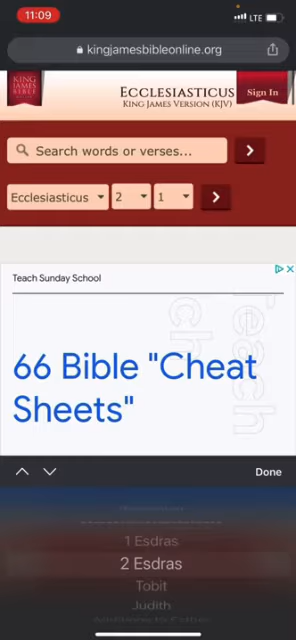 11:09
LTE
kingjamesbibleonline.org
KING
JAMES
BIBLE
ECCLESIASTICUS
KING JAMES VERSION (KJV)
Sign In
Search words or verses...
Ecclesiasticus 2 1
Teach Sunday School
Teach
66 Bible "Cheat
Sheets"
Done
1 Esdras
2 Esdras
Tobit
Judith